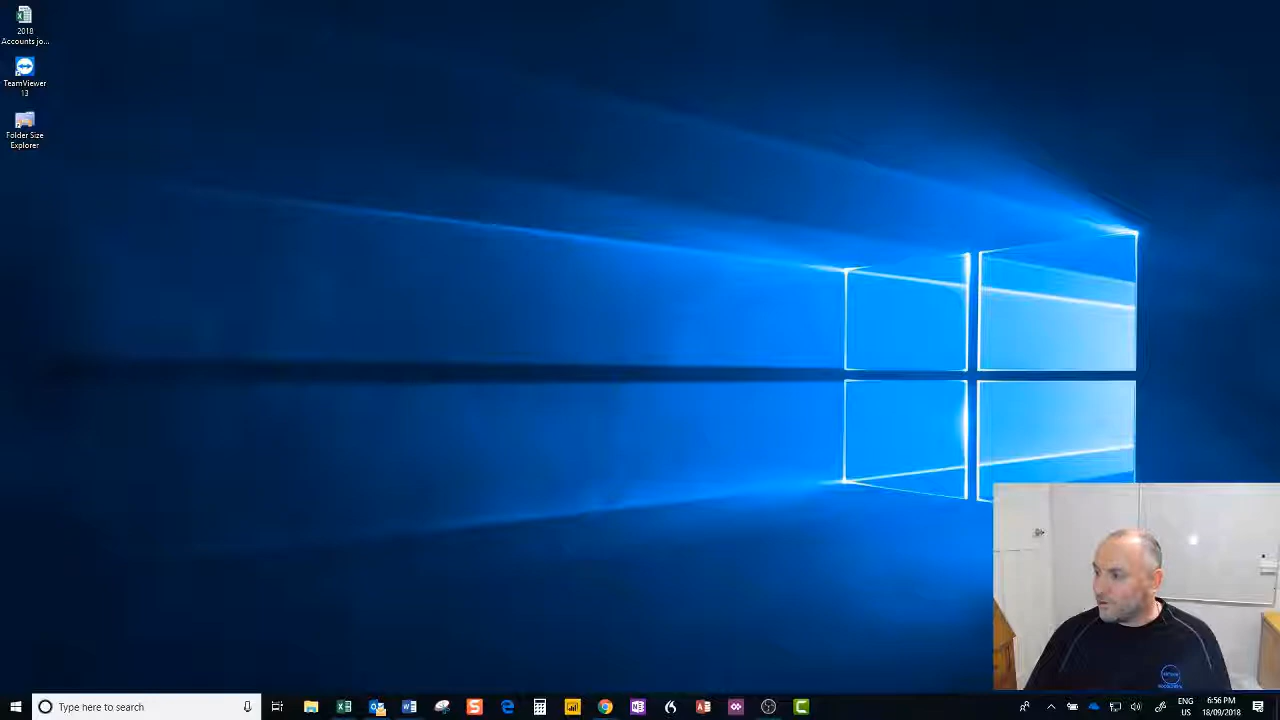 2018
Accounts jo...
TeamViewer
13
Folder Size
Explorer
Type here to search
ENG
US
6:56 PM
18/09/2018